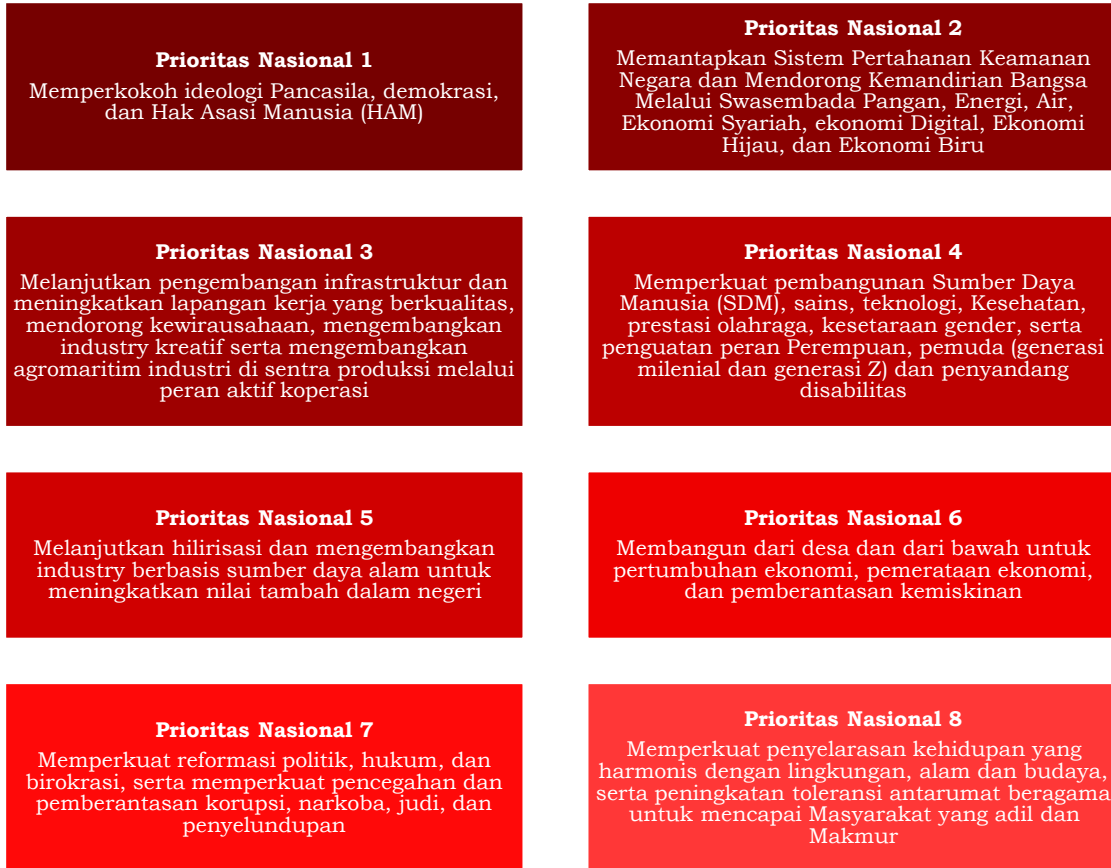 Prioritas Nasional 1
Memperkokoh ideologi Pancasila, demokrasi,
dan Hak Asasi Manusia (HAM)
Prioritas Nasional 2
Memantapkan Sistem Pertahanan Keamanan
Negara dan Mendorong Kemandirian Bangsa
Melalui Swasembada Pangan, Energi, Air,
Ekonomi Syariah, ekonomi Digital, Ekonomi
Hijau, dan Ekonomi Biru
Prioritas Nasional 3
Melanjutkan pengembangan infrastruktur dan
meningkatkan lapangan kerja yang berkualitas,
mendorong kewirausahaan, mengembangkan
industry kreatif serta mengembangkan
agromaritim industri di sentra produksi melalui
peran aktif koperasi
Prioritas Nasional 4
Memperkuat pembangunan Sumber Daya
Manusia (SDM), sains, teknologi, Kesehatan,
prestasi olahraga, kesetaraan gender, serta
penguatan peran Perempuan, pemuda (generasi
milenial dan generasi Z) dan penyandang
disabilitas
Prioritas Nasional 5
Melanjutkan hilirisasi dan mengembangkan
industry berbasis sumber daya alam untuk
meningkatkan nilai tambah dalam negeri
Prioritas Nasional 6
Membangun dari desa dan dari bawah untuk
pertumbuhan ekonomi, pemerataan ekonomi,
dan pemberantasan kemiskinan
Prioritas Nasional 7
Memperkuat reformasi politik, hukum, dan
birokrasi, serta memperkuat pencegahan dan
pemberantasan korupsi, narkoba, judi, dan
penyelundupan
Prioritas Nasional 8
Memperkuat penyelarasan kehidupan yang
harmonis dengan lingkungan, alam dan budaya,
serta peningkatan toleransi antarumat beragama
untuk mencapai Masyarakat yang adil dan
Makmur